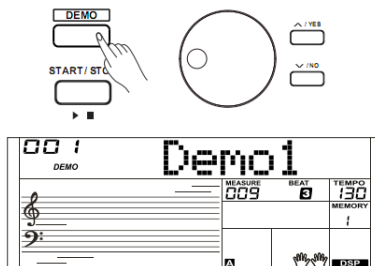 DEMO
∧ / YES
START/ STO
∨ / NO
001 Demo1
DEMO
MEASURE BEAT TEMPO
009 3 130
MEMORY
1
A DSP